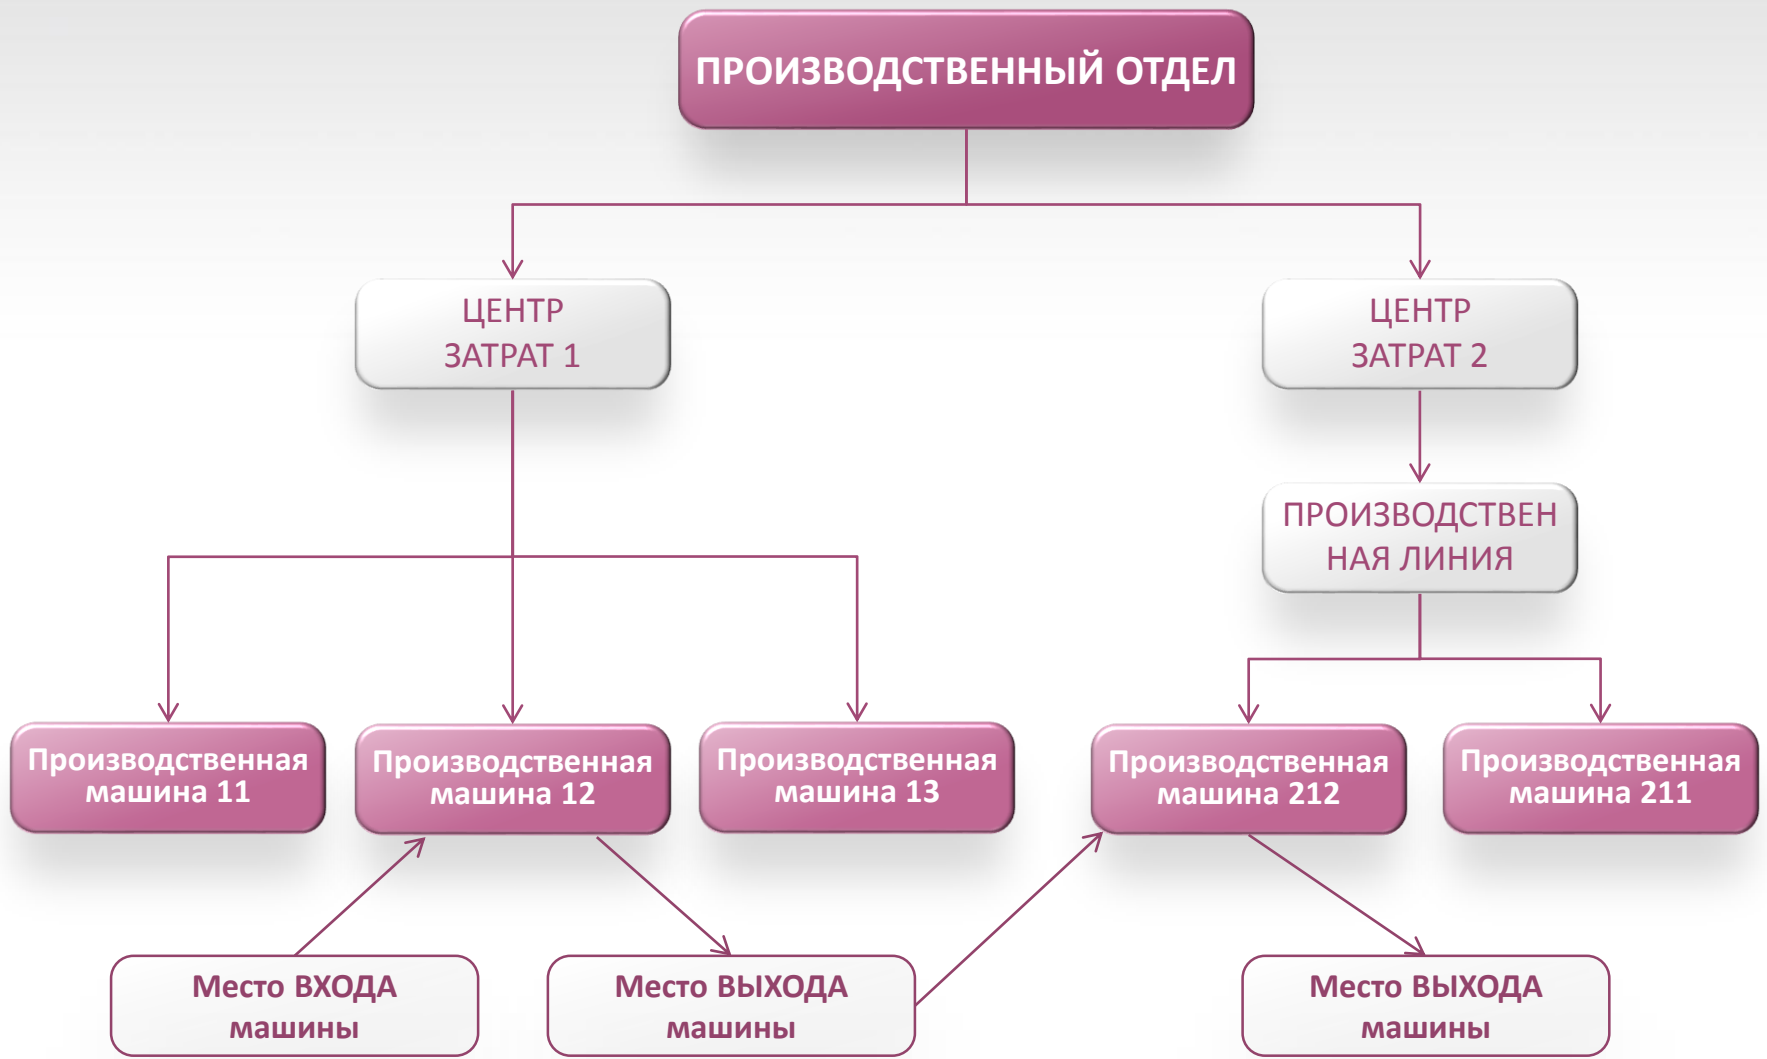 ПРОИЗВОДСТВЕННЫЙ ОТДЕЛ
ЦЕНТР
ЗАТРАТ 1
ЦЕНТР
ЗАТРАТ 2
ПРОИЗВОДСТВЕН
НАЯ ЛИНИЯ
Производственная
машина 11
Производственная
машина 12
Производственная
машина 13
Производственная
машина 212
Производственная
машина 211
Место ВХОДА
машины
Место ВЫХОДА
машины
Место ВЫХОДА
машины